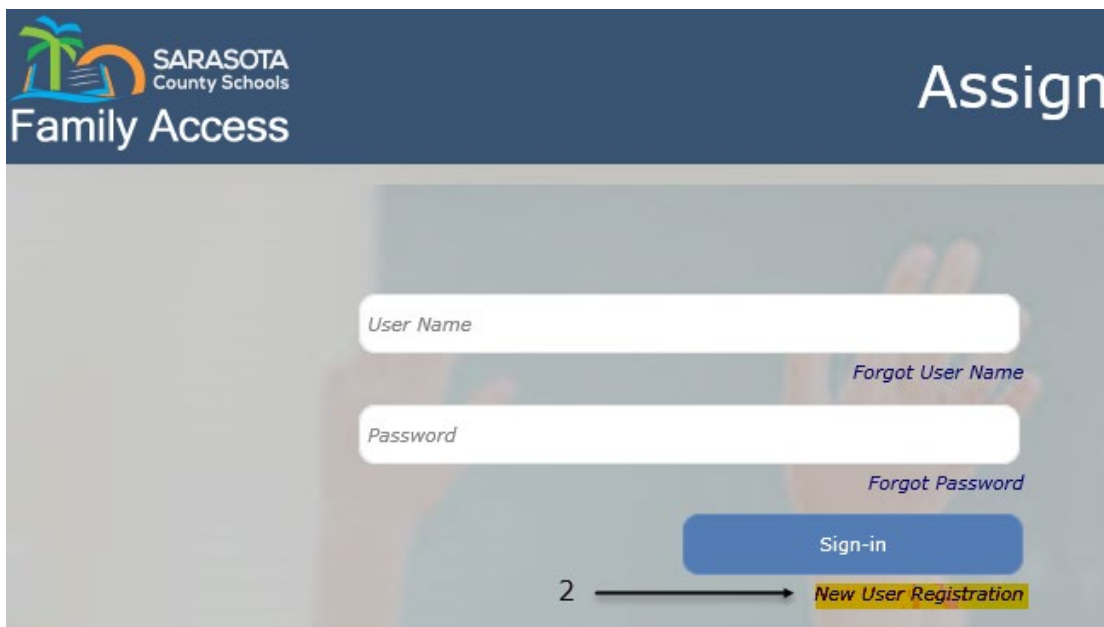 SARASOTA
County Schools
Family Access
Assign
User Name
Forgot User Name
Password
Forgot Password
Sign-in
2
New User Registration